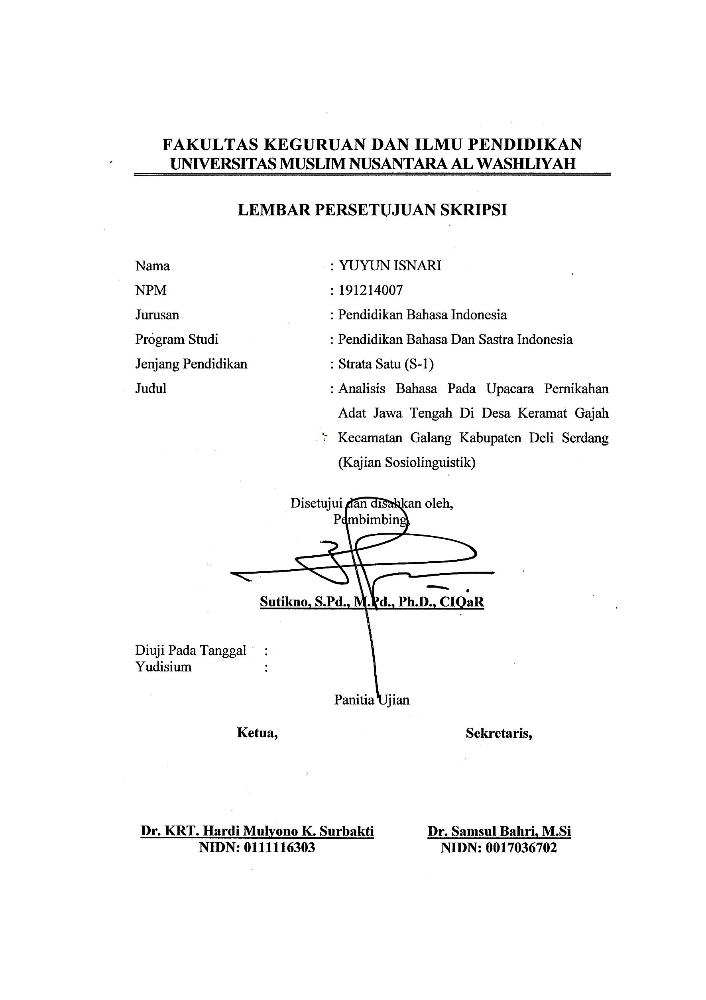 FAKULTAS KEGURUAN DAN ILMU PENDIDIKAN
UNIVERSITAS MUSLIM NUSANTARA AL WASHLIYAH
LEMBAR PERSETUJUAN SKRIPSI
Nama : YUYUN ISNARI
NPM : 191214007
Jurusan : Pendidikan Bahasa Indonesia
Program Studi : Pendidikan Bahasa Dan Sastra Indonesia
Jenjang Pendidikan : Strata Satu (S-1)
Judul : Analisis Bahasa Pada Upacara Pernikahan
Adat Jawa Tengah Di Desa Keramat Gajah
Kecamatan Galang Kabupaten Deli Serdang
(Kajian Sosiolinguistik)
Disetujui dan disahkan oleh,
Pembimbing,
Sutikno, S.Pd., M.Pd., Ph.D., CIQaR
Diuji Pada Tanggal :
Yudisium :
Panitia Ujian
Ketua, Sekretaris,
Dr. KRT. Hardi Mulyono K. Surbakti Dr. Samsul Bahri, M.Si
NIDN: 0111116303 NIDN: 0017036702